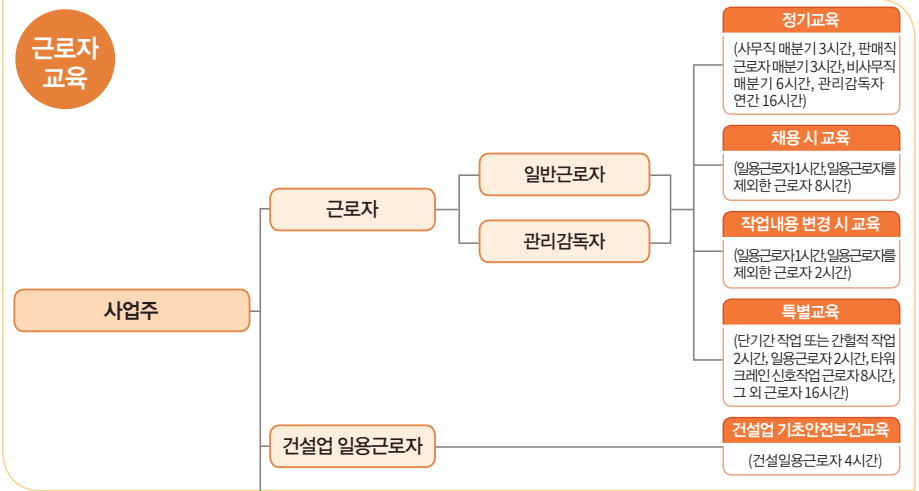 근로자
교육
사업주
근로자
일반근로자
관리감독자
정기교육
(사무직 매분기 3시간, 판매직
근로자 매분기 3시간, 비사무직
매분기 6시간, 관리감독자
연간 16시간)
채용 시 교육
(일용근로자 1시간, 일용근로자를
제외한 근로자 8시간)
작업내용 변경 시 교육
(일용근로자 1시간, 일용근로자를
제외한 근로자 2시간)
특별교육
(단기간 작업 또는 간헐적 작업
2시간, 일용근로자 2시간, 타워
크레인 신호작업 근로자 8시간,
그 외 근로자 16시간)
건설업 일용근로자
건설업 기초안전보건교육
(건설일용근로자 4시간)